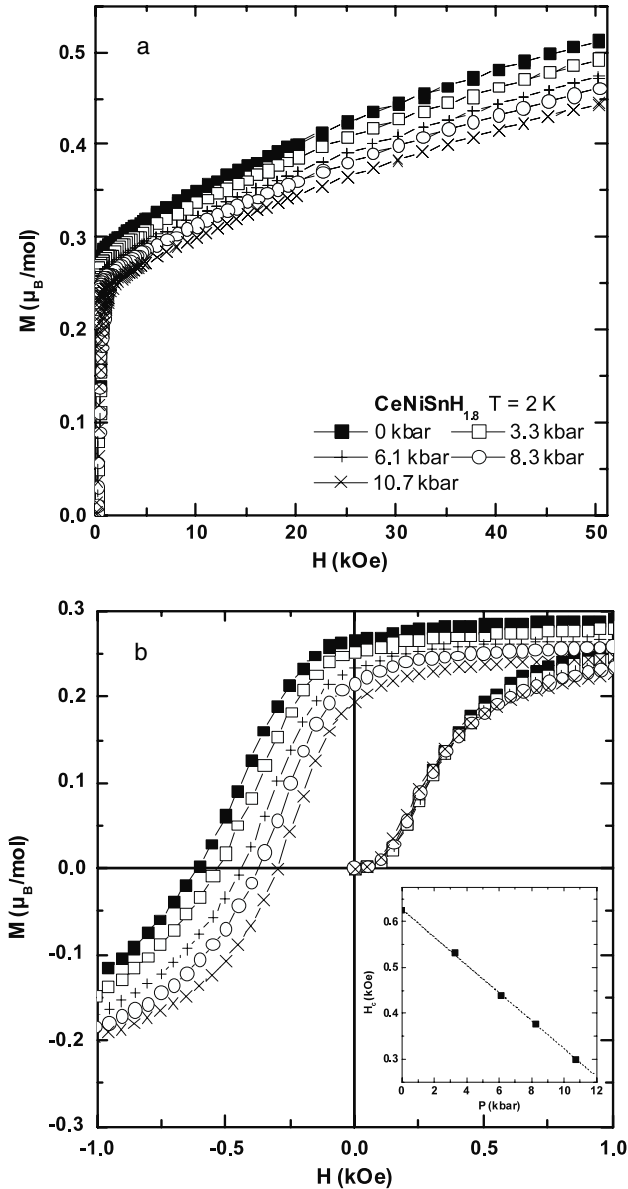 a
0.5
0.4
0.3
0.2
0.1
0.0
M (μB/mol)
CeNiSnH1.8 T = 2 K
0 kbar 3.3 kbar
6.1 kbar 8.3 kbar
10.7 kbar
0 10 20 30 40 50
H (kOe)
b
0.3
0.2
0.1
0.0
-0.1
-0.2
-0.3
M (μB/mol)
0.6
0.5
0.4
0.3
Hc (kOe)
0 2 4 6 8 10 12
P (kbar)
-1.0 -0.5 0.0 0.5 1.0
H (kOe)